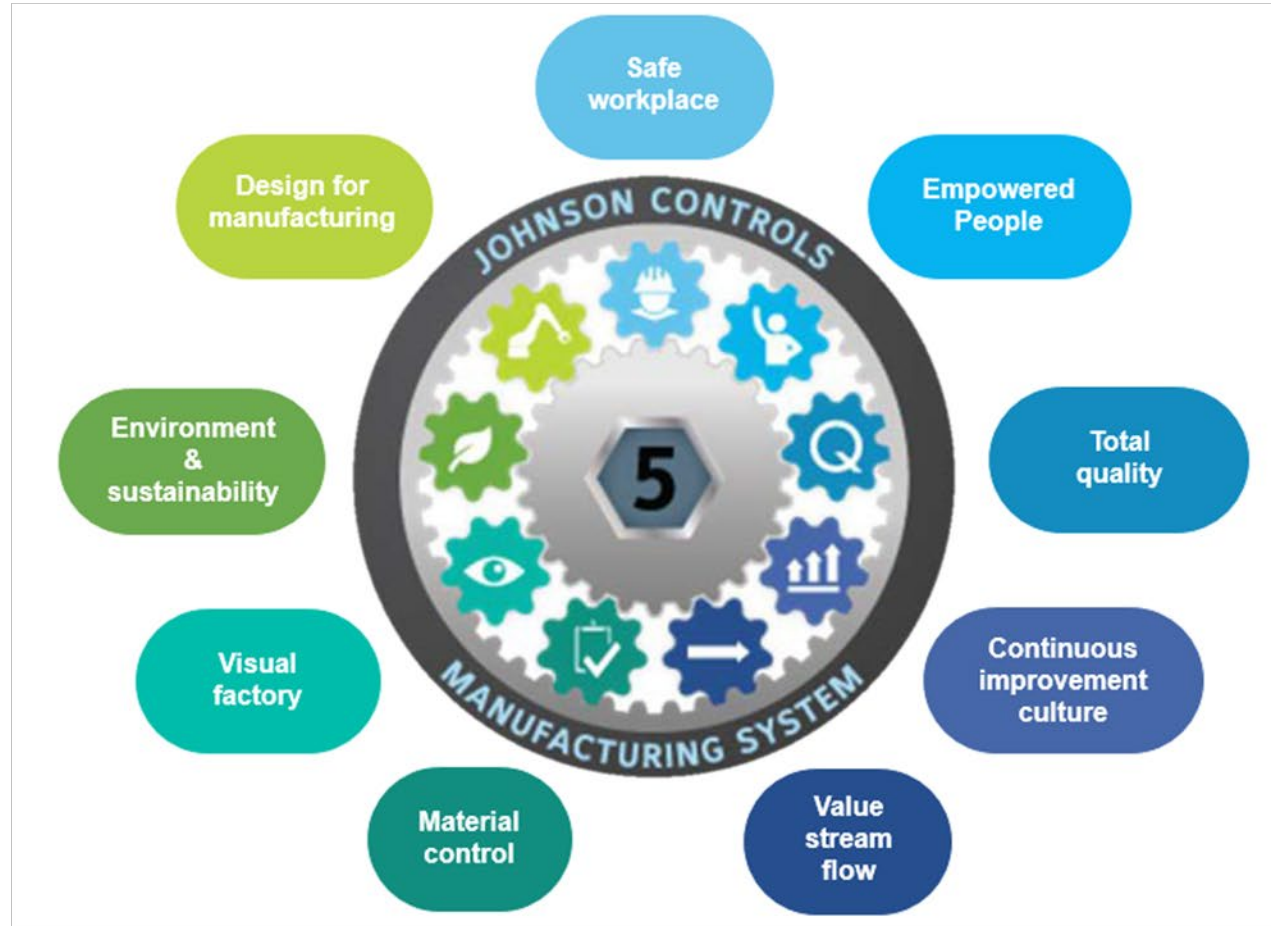 Safe
workplace
Design for
manufacturing
Empowered
People
JOHNSON CONTROLS
Environment
&
sustainability
Q
Total
quality
5
Visual
factory
Continuous
improvement
culture
MANUFACTURING SYSTEM
Material
control
Value
stream
flow